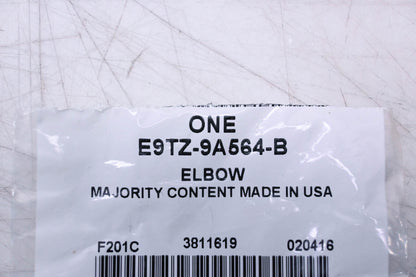 ONE
E9TZ-9A564-B
ELBOW
MAJORITY CONTENT MADE IN USA
F201C 3811619 020416